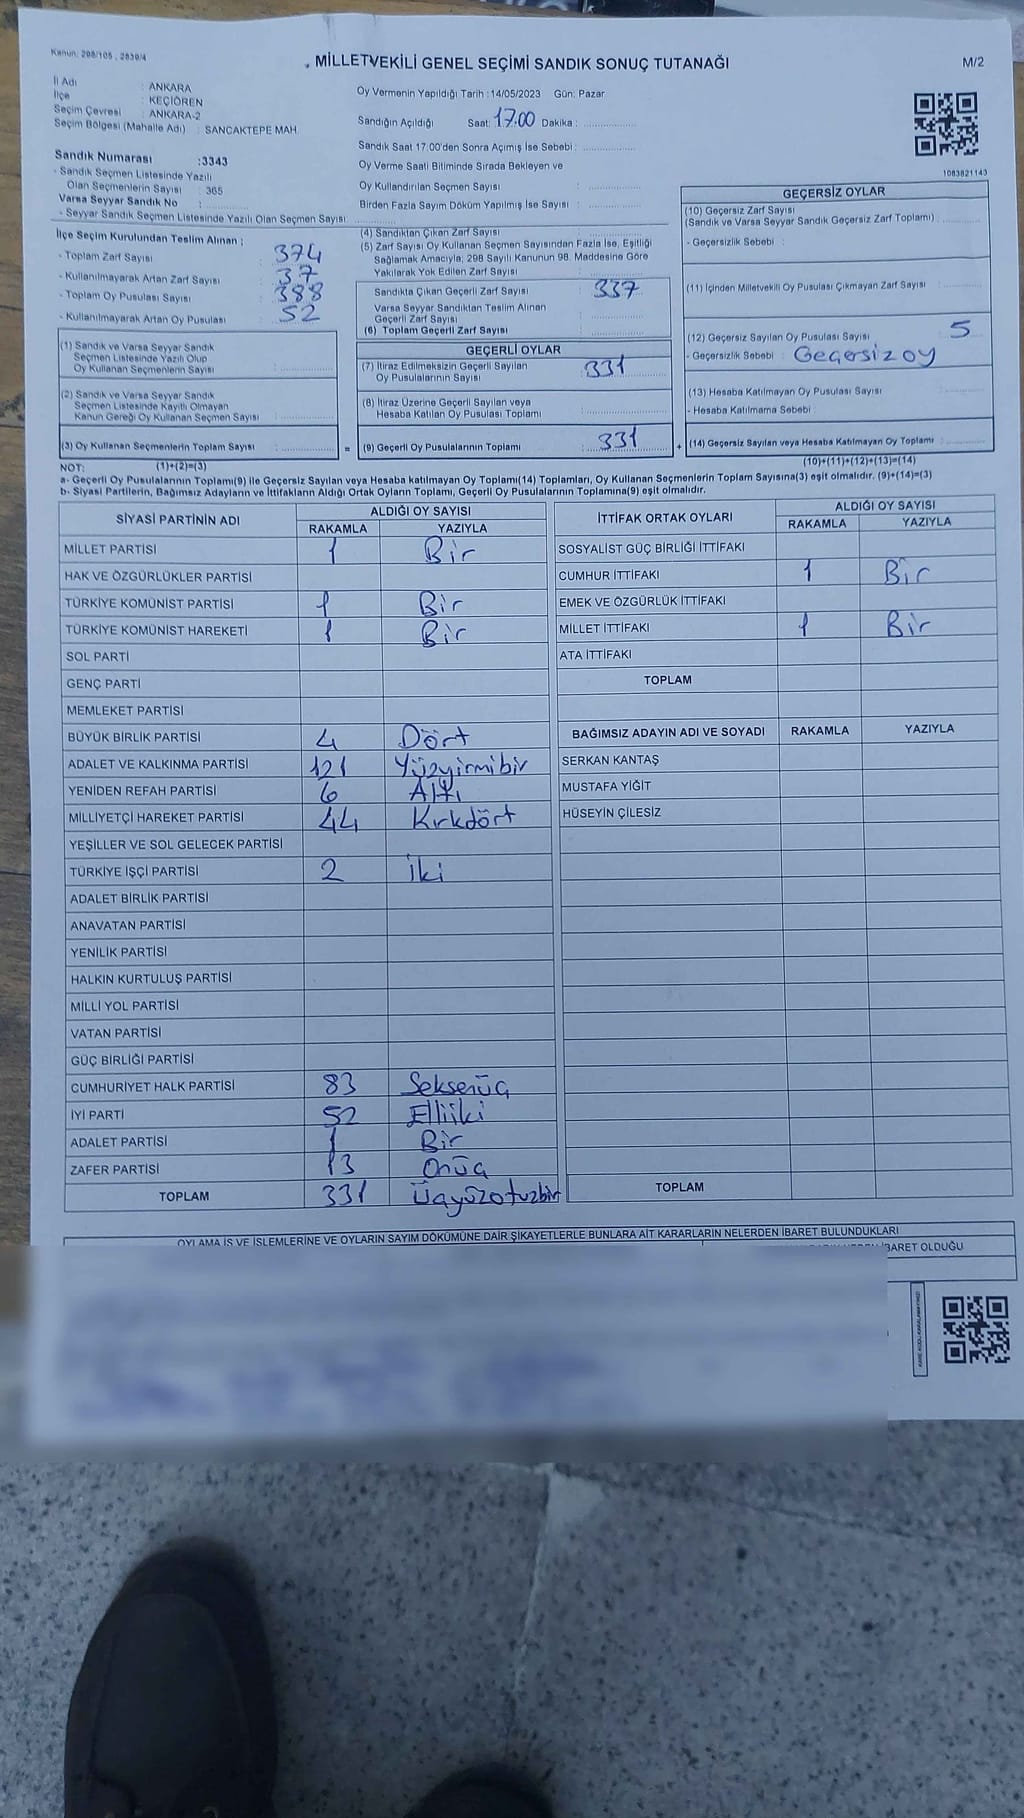 Kanun: 298/105 , 2839/4
MİLLETVEKİLİ GENEL SEÇİMİ SANDIK SONUÇ TUTANAĞI
M/2
İl Adı : ANKARA
İlçe : KEÇİÖREN
Seçim Çevresi : ANKARA-2
Seçim Bölgesi (Mahalle Adı) : SANCAKTEPE MAH.
Sandık Numarası :3343
- Sandık Seçmen Listesinde Yazılı
Olan Seçmenlerin Sayısı : 365
Varsa Seyyar Sandık No :
- Seyyar Sandık Seçmen Listesinde Yazılı Olan Seçmen Sayısı
Oy Vermenin Yapıldığı Tarih :14/05/2023 Gün: Pazar
Sandığın Açıldığı Saat: 17.00 Dakika :
Sandık Saat 17.00'den Sonra Açımış İse Sebebi :
Oy Verme Saati Bitiminde Sırada Bekleyen ve
Oy Kullandırılan Seçmen Sayısı :
Birden Fazla Sayım Döküm Yapılmış İse Sayısı :
1083821143
İlçe Seçim Kurulundan Teslim Alınan ;
- Toplam Zarf Sayısı : 374
- Kullanılmayarak Artan Zarf Sayısı : 37
- Toplam Oy Pusulası Sayısı : 388
- Kullanılmayarak Artan Oy Pusulası : 52
(1) Sandık ve Varsa Seyyar Sandık
Seçmen Listesinde Yazılı Olup
Oy Kullanan Seçmenlerin Sayısı :
(2) Sandık ve Varsa Seyyar Sandık
Seçmen Listesinde Kayıtlı Olmayan
Kanun Gereği Oy Kullanan Seçmen Sayısı :
(3) Oy Kullanan Seçmenlerin Toplam Sayısı : =
(4) Sandıktan Çıkan Zarf Sayısı :
(5) Zarf Sayısı Oy Kullanan Seçmen Sayısından Fazla İse, Eşitliği
Sağlamak Amacıyla; 298 Sayılı Kanunun 98. Maddesine Göre
Yakılarak Yok Edilen Zarf Sayısı :
Sandıkta Çıkan Geçerli Zarf Sayısı : 337
Varsa Seyyar Sandıktan Teslim Alınan
Geçerli Zarf Sayısı :
(6) Toplam Geçerli Zarf Sayısı :
GEÇERLİ OYLAR
(7) İtiraz Edilmeksizin Geçerli Sayılan
Oy Pusulalarının Sayısı : 331
(8) İtiraz Üzerine Geçerli Sayılan veya
Hesaba Katılan Oy Pusulası Toplamı :
(9) Geçerli Oy Pusulalarının Toplamı : 331 +
GEÇERSİZ OYLAR
(10) Geçersiz Zarf Sayısı
(Sandık ve Varsa Seyyar Sandık Geçersiz Zarf Toplamı)
- Geçersizlik Sebebi :
(11) İçinden Milletvekili Oy Pusulası Çıkmayan Zarf Sayısı :
(12) Geçersiz Sayılan Oy Pusulası Sayısı : 5
- Geçersizlik Sebebi : Geçersiz oy
(13) Hesaba Katılmayan Oy Pusulası Sayısı :
- Hesaba Katılmama Sebebi :
(14) Geçersiz Sayılan veya Hesaba Katılmayan Oy Toplamı :
NOT: (1)+(2)=(3) (10)+(11)+(12)+(13)=(14)
a- Geçerli Oy Pusulalarının Toplamı(9) ile Geçersiz Sayılan veya Hesaba katılmayan Oy Toplamı(14) Toplamları, Oy Kullanan Seçmenlerin Toplam Sayısına(3) eşit olmalıdır. (9)+(14)=(3)
b- Siyasi Partilerin, Bağımsız Adayların ve İttifakların Aldığı Ortak Oyların Toplamı, Geçerli Oy Pusulalarının Toplamına(9) eşit olmalıdır.
SİYASİ PARTİNİN ADI ALDIĞI OY SAYISI
RAKAMLA YAZIYLA
MİLLET PARTİSİ 1 Bir
HAK VE ÖZGÜRLÜKLER PARTİSİ
TÜRKİYE KOMÜNİST PARTİSİ 1 Bir
TÜRKİYE KOMÜNİST HAREKETİ 1 Bir
SOL PARTİ
GENÇ PARTİ
MEMLEKET PARTİSİ
BÜYÜK BİRLİK PARTİSİ 4 Dört
ADALET VE KALKINMA PARTİSİ 121 Yüzyirmibir
YENİDEN REFAH PARTİSİ 6 Altı
MİLLİYETÇİ HAREKET PARTİSİ 44 Kırkdört
YEŞİLLER VE SOL GELECEK PARTİSİ
TÜRKİYE İŞÇİ PARTİSİ 2 İki
ADALET BİRLİK PARTİSİ
ANAVATAN PARTİSİ
YENİLİK PARTİSİ
HALKIN KURTULUŞ PARTİSİ
MİLLİ YOL PARTİSİ
VATAN PARTİSİ
GÜÇ BİRLİĞİ PARTİSİ
CUMHURİYET HALK PARTİSİ 83 Seksenüç
İYİ PARTİ 52 Elliiki
ADALET PARTİSİ 1 Bir
ZAFER PARTİSİ 13 Onüç
TOPLAM 331 Üçyüzotuzbir
İTTİFAK ORTAK OYLARI ALDIĞI OY SAYISI
RAKAMLA YAZIYLA
SOSYALİST GÜÇ BİRLİĞİ İTTİFAKI
CUMHUR İTTİFAKI 1 Bir
EMEK VE ÖZGÜRLÜK İTTİFAKI
MİLLET İTTİFAKI 1 Bir
ATA İTTİFAKI
TOPLAM
BAĞIMSIZ ADAYIN ADI VE SOYADI RAKAMLA YAZIYLA
SERKAN KANTAŞ
MUSTAFA YİĞİT
HÜSEYİN ÇİLESİZ
TOPLAM
OYLAMA İŞ VE İŞLEMLERİNE VE OYLARIN SAYIM DÖKÜMÜNE DAİR ŞİKAYETLERLE BUNLARA AİT KARARLARIN NELERDEN İBARET BULUNDUKLARI
İBARET OLDUĞU